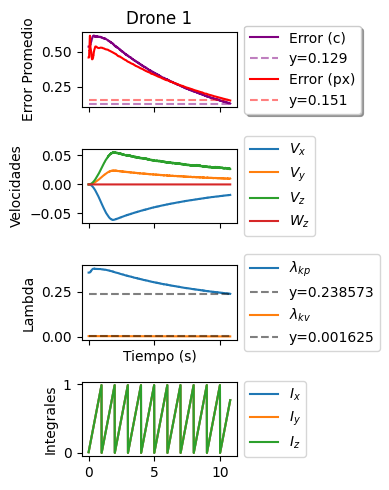 Drone 1
Error Promedio
0.50
0.25
Error (c)
y=0.129
Error (px)
y=0.151
Velocidades
0.05
0.00
−0.05
V_x
V_y
V_z
W_z
Lambda
0.25
0.00
λ_kp
y=0.238573
λ_kv
y=0.001625
Tiempo (s)
Integrales
1
0
I_x
I_y
I_z
0
5
10